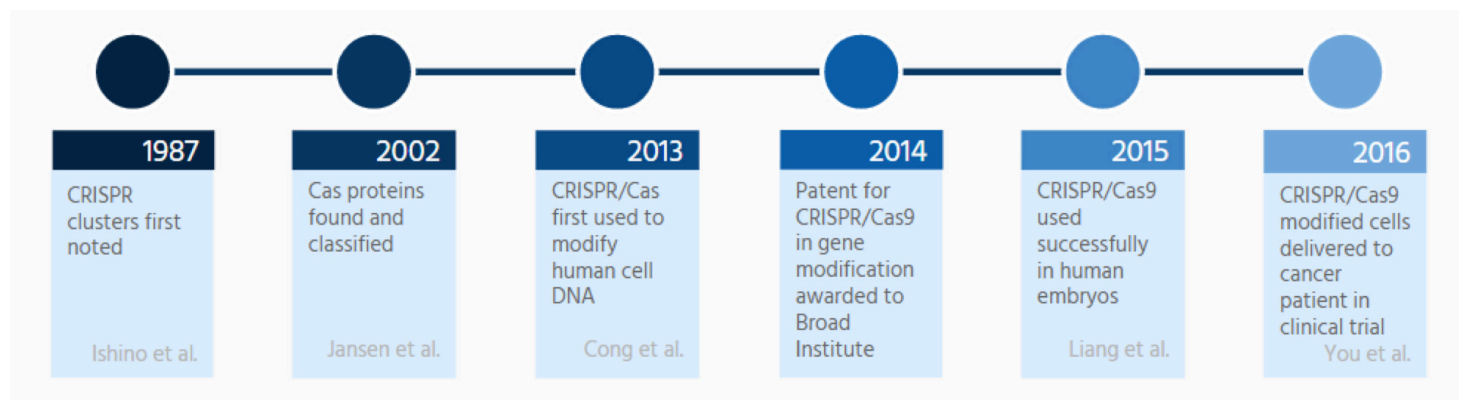 1987
CRISPR
clusters first
noted
Ishino et al.
2002
Cas proteins
found and
classified
Jansen et al.
2013
CRISPR/Cas
first used to
modify
human cell
DNA
Cong et al.
2014
Patent for
CRISPR/Cas9
in gene
modification
awarded to
Broad
Institute
2015
CRISPR/Cas9
used
successfully
in human
embryos
Liang et al.
2016
CRISPR/Cas9
modified cells
delivered to
cancer
patient in
clinical trial
You et al.